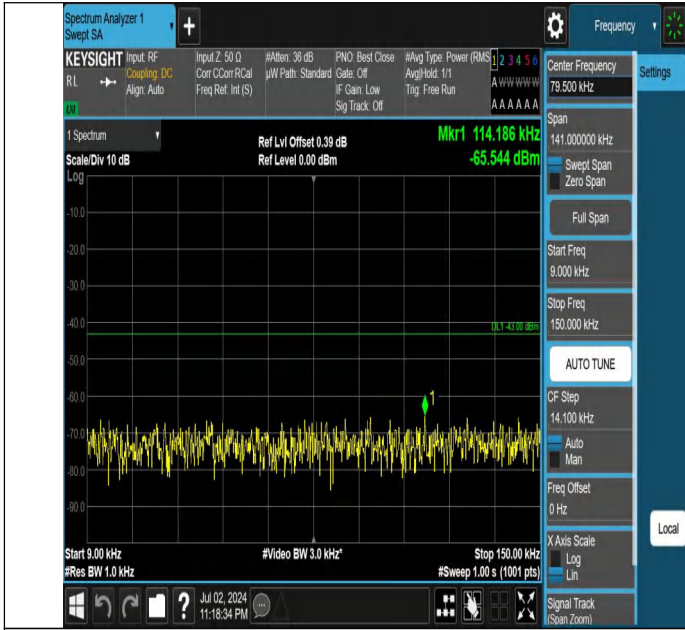 Spectrum Analyzer 1
Swept SA
+
Frequency
KEYSIGHT
RL
Input: RF
Coupling: DC
Align: Auto
Input Z: 50 Ω
Corr CCorr RCal
Freq Ref: Int (S)
#Atten: 36 dB
µW Path: Standard
PNO: Best Close
Gate: Off
IF Gain: Low
Sig Track: Off
#Avg Type: Power (RMS
Avg|Hold: 1/1
Trig: Free Run
1 2 3 4 5 6
A W W W W W
A A A A A A
1 Spectrum
Scale/Div 10 dB
Log
Ref Lvl Offset 0.39 dB
Ref Level 0.00 dBm
Mkr1 114.186 kHz
-65.544 dBm
-10.0
-20.0
-30.0
-40.0
-50.0
-60.0
-70.0
-80.0
-90.0
DL1 -43.00 dBm
1
Start 9.00 kHz
#Res BW 1.0 kHz
#Video BW 3.0 kHz*
Stop 150.00 kHz
#Sweep 1.00 s (1001 pts)
Center Frequency
79.500 kHz
Settings
Span
141.000000 kHz
Swept Span
Zero Span
Full Span
Start Freq
9.000 kHz
Stop Freq
150.000 kHz
AUTO TUNE
CF Step
14.100 kHz
Auto
Man
Freq Offset
0 Hz
X Axis Scale
Log
Lin
Local
Signal Track
(Span Zoom)
?
Jul 02, 2024
11:18:34 PM